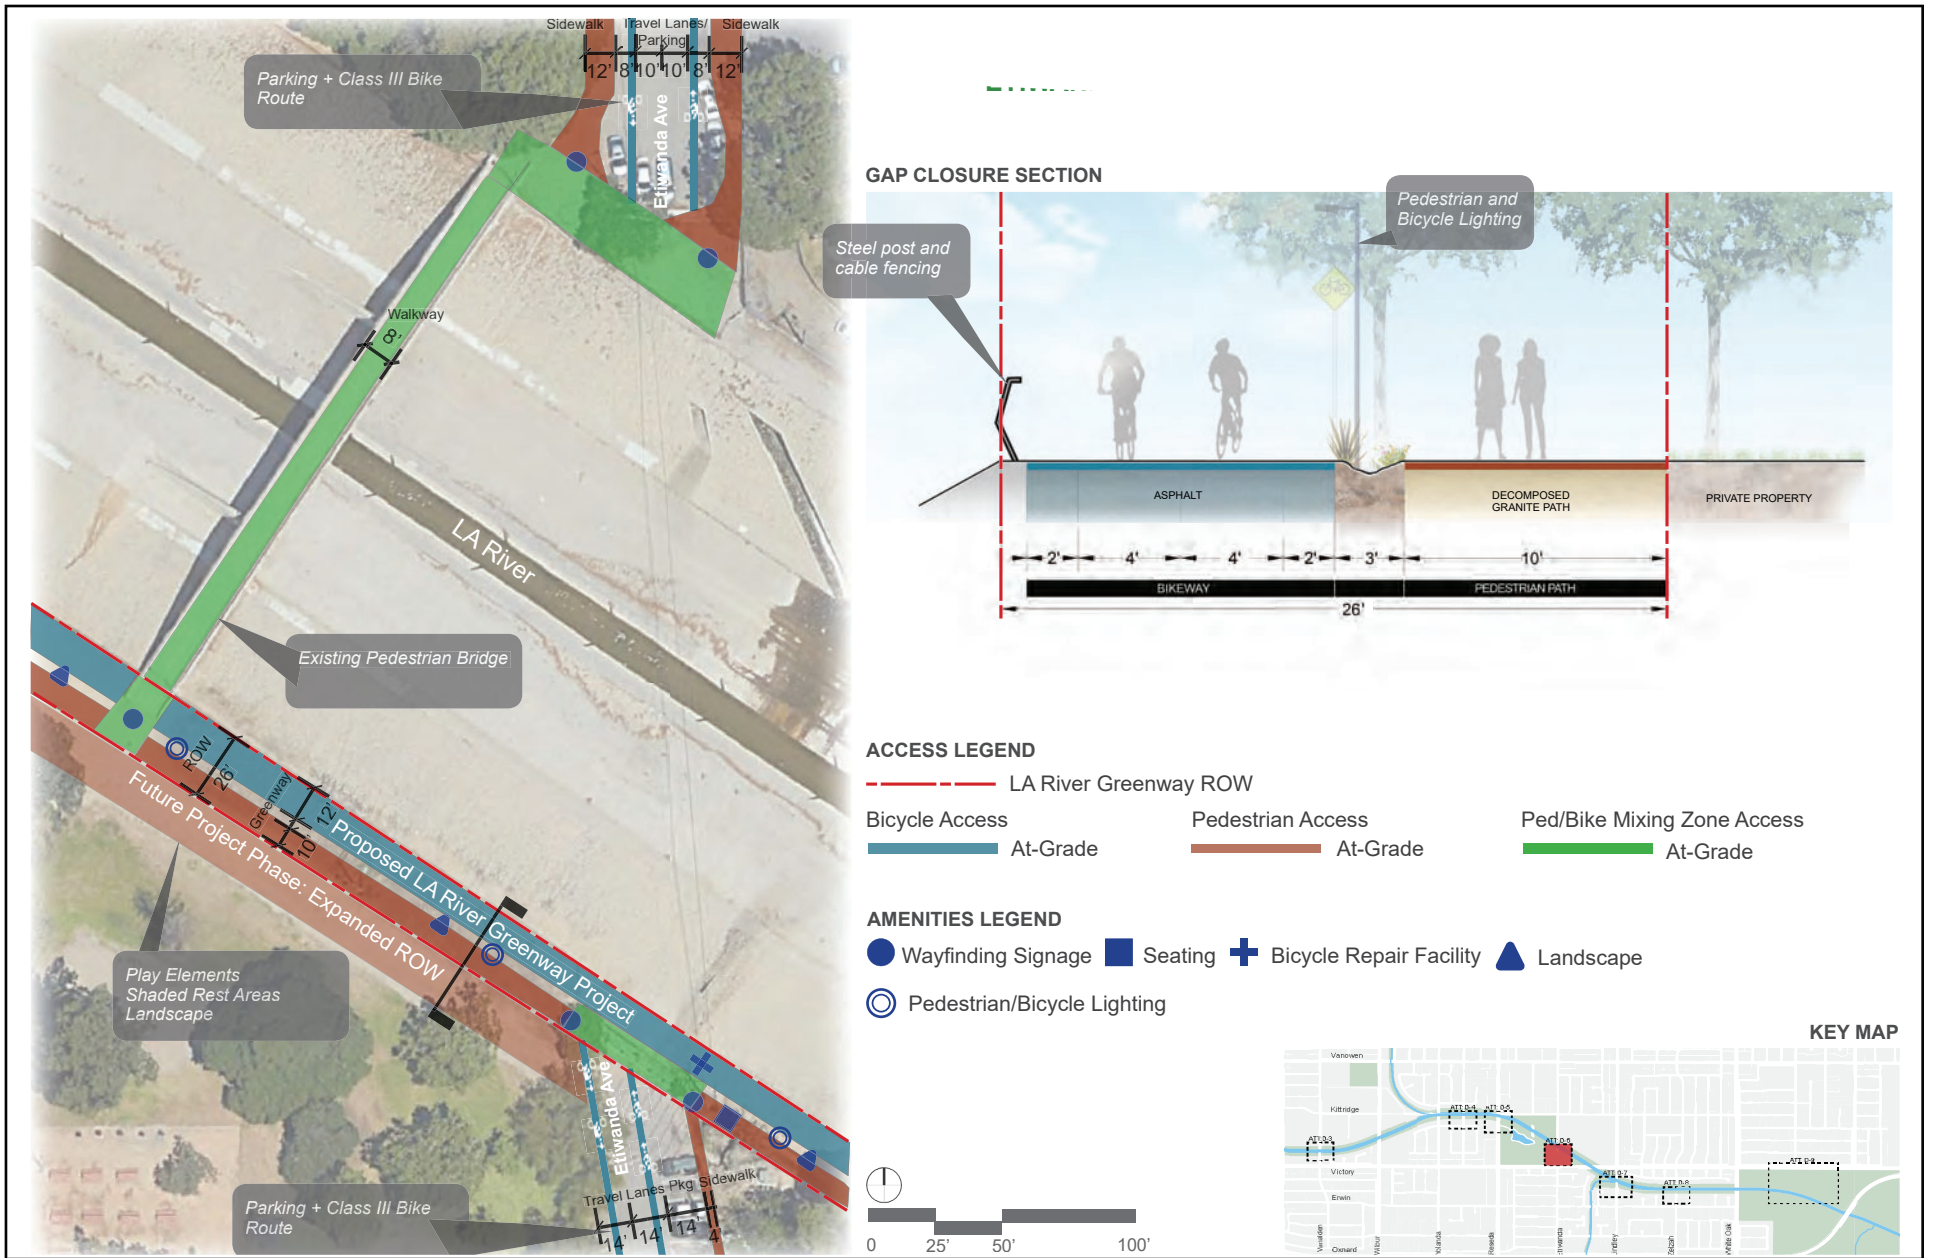 Sidewalk
Travel Lanes/
Parking
Sidewalk
12' 8' 10' 10' 8' 12'
Parking + Class III Bike
Route
Etiwanda Ave
Walkway
8'
LA River
Existing Pedestrian Bridge
ROW
26'
Greenway
12'
10'
Proposed LA River Greenway Project
Future Project Phase: Expanded ROW
Play Elements
Shaded Rest Areas
Landscape
Etiwanda Ave
Travel Lanes Pkg Sidewalk
14' 14' 14' 4'
Parking + Class III Bike
Route
GAP CLOSURE SECTION
Steel post and
cable fencing
Pedestrian and
Bicycle Lighting
ASPHALT
DECOMPOSED
GRANITE PATH
PRIVATE PROPERTY
2' 4' 4' 2' 3' 10'
BIKEWAY
PEDESTRIAN PATH
26'
ACCESS LEGEND
LA River Greenway ROW
Bicycle Access
At-Grade
Pedestrian Access
At-Grade
Ped/Bike Mixing Zone Access
At-Grade
AMENITIES LEGEND
Wayfinding Signage
Seating
Bicycle Repair Facility
Landscape
Pedestrian/Bicycle Lighting
0 25' 50' 100'
KEY MAP
Vanowen
Kittridge
Victory
Erwin
Oxnard
Wilbur
Reseda
Lindley
Zelzah
White Oak